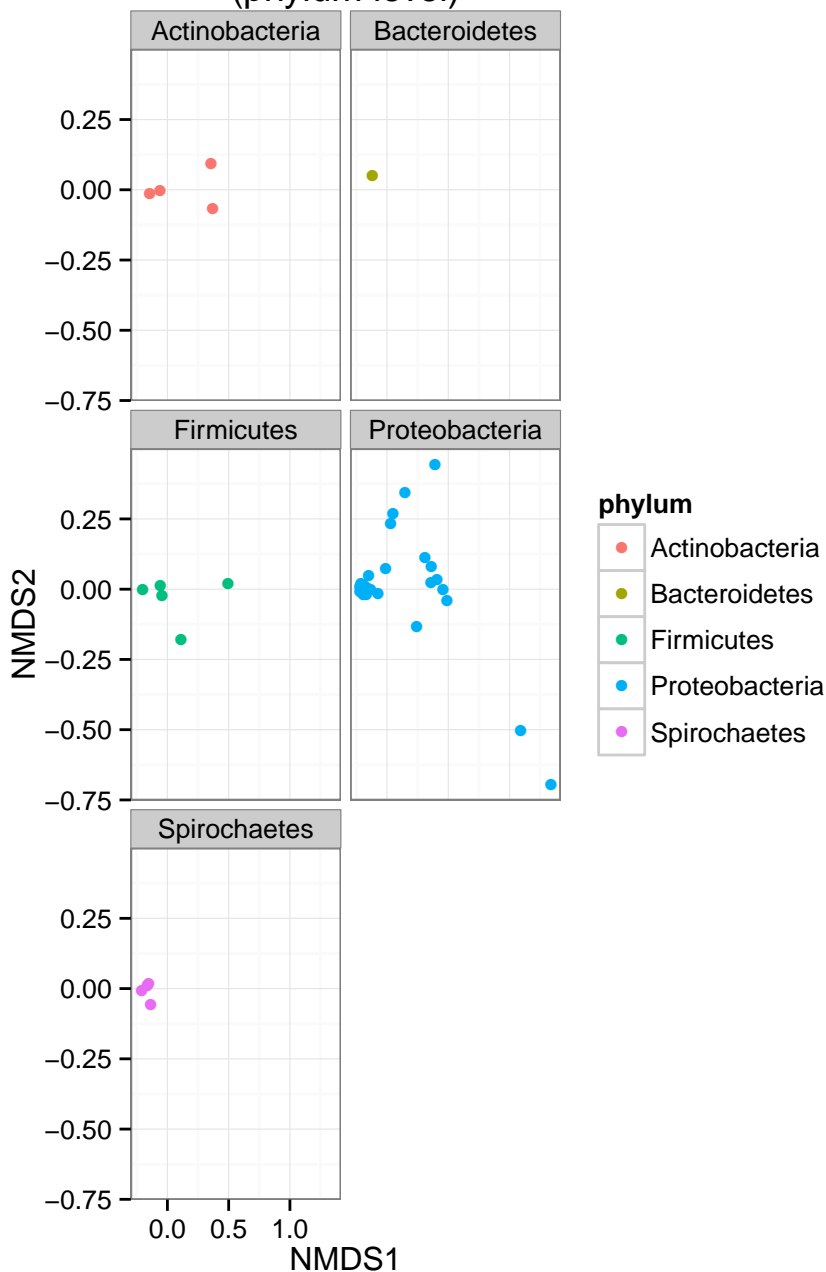 (phylum level)
Actinobacteria
Bacteroidetes
0.25
0.00
−0.25
−0.50
−0.75
Firmicutes
Proteobacteria
0.25
0.00
−0.25
−0.50
−0.75
Spirochaetes
0.25
0.00
−0.25
−0.50
−0.75
0.0 0.5 1.0
NMDS1
NMDS2
phylum
Actinobacteria
Bacteroidetes
Firmicutes
Proteobacteria
Spirochaetes